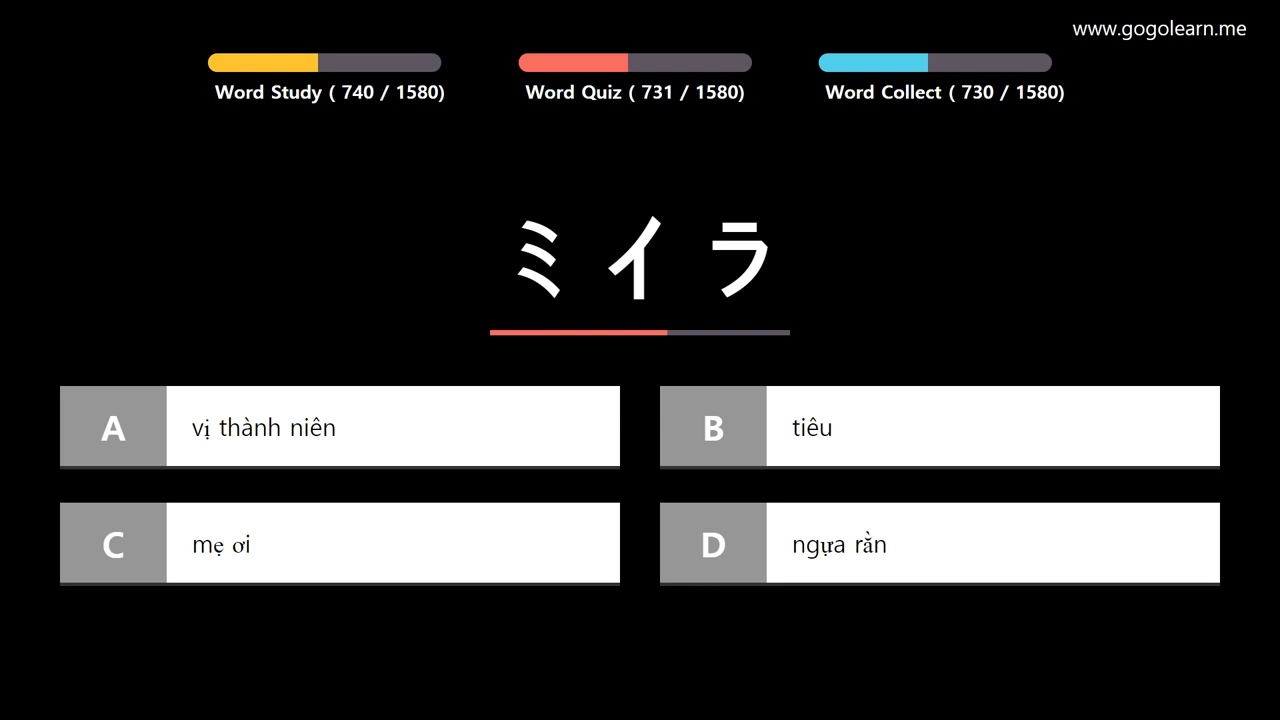 www.gogolearn.me
Word Study ( 740 / 1580)
Word Quiz ( 731 / 1580)
Word Collect ( 730 / 1580)
ミイラ
A vị thành niên
B tiêu
C mẹ ơi
D ngựa rằn